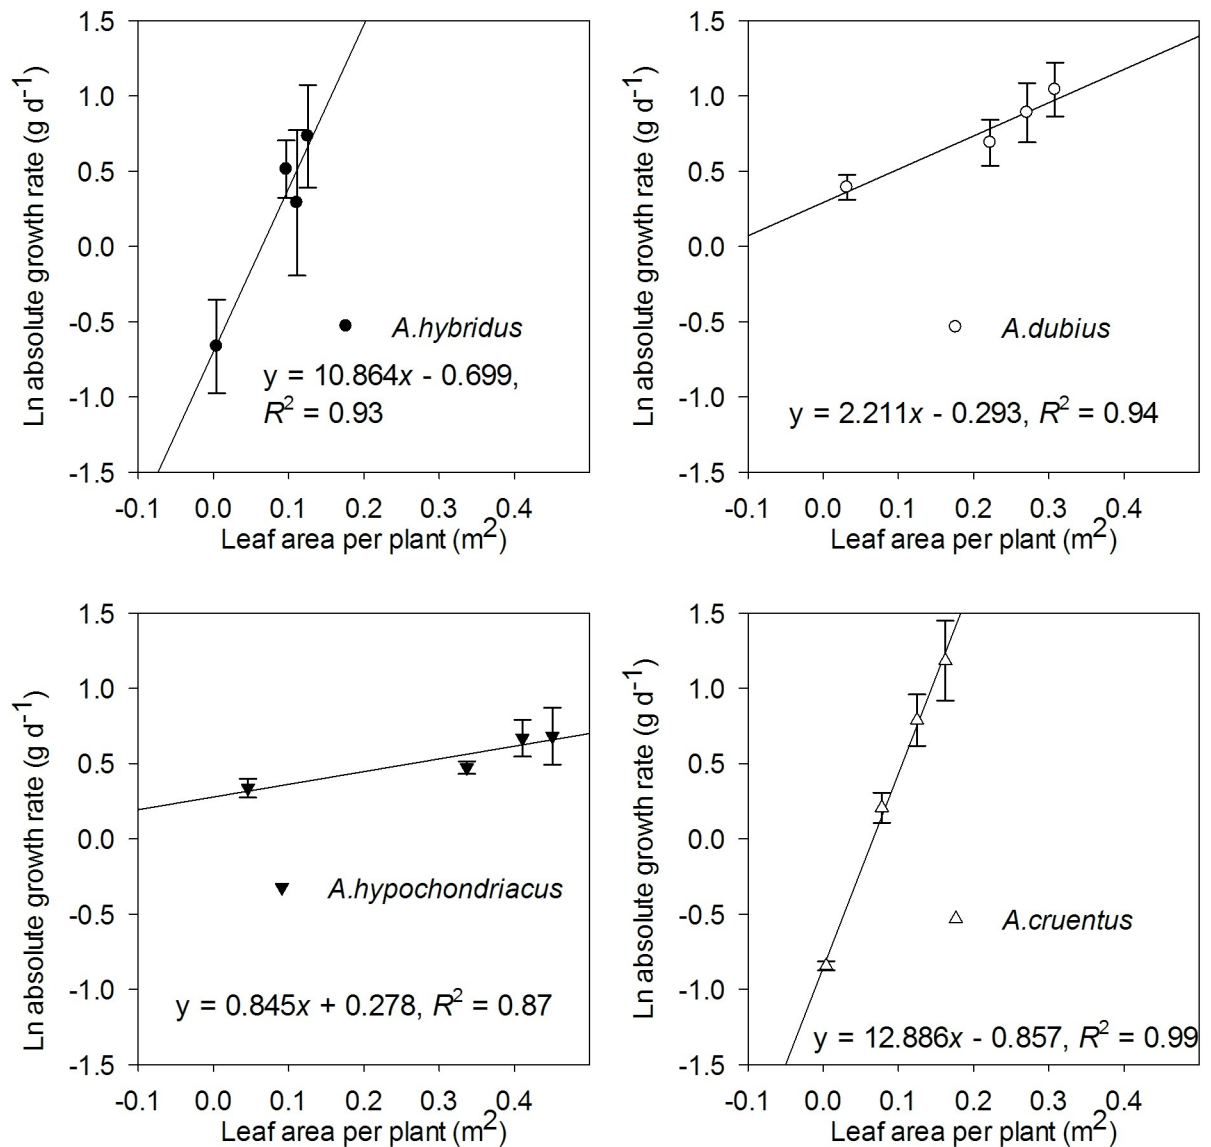 Ln absolute growth rate (g d⁻¹)
1.5
1.0
0.5
0.0
-0.5
-1.0
-1.5
A.hybridus
y = 10.864x - 0.699,
R² = 0.93
-0.1 0.0 0.1 0.2 0.3 0.4
Leaf area per plant (m²)
Ln absolute growth rate (g d⁻¹)
1.5
1.0
0.5
0.0
-0.5
-1.0
-1.5
A.dubius
y = 2.211x - 0.293, R² = 0.94
-0.1 0.0 0.1 0.2 0.3 0.4
Leaf area per plant (m²)
Ln absolute growth rate (g d⁻¹)
1.5
1.0
0.5
0.0
-0.5
-1.0
-1.5
A.hypochondriacus
y = 0.845x + 0.278, R² = 0.87
-0.1 0.0 0.1 0.2 0.3 0.4
Leaf area per plant (m²)
Ln absolute growth rate (g d⁻¹)
1.5
1.0
0.5
0.0
-0.5
-1.0
-1.5
A.cruentus
y = 12.886x - 0.857, R² = 0.99
-0.1 0.0 0.1 0.2 0.3 0.4
Leaf area per plant (m²)